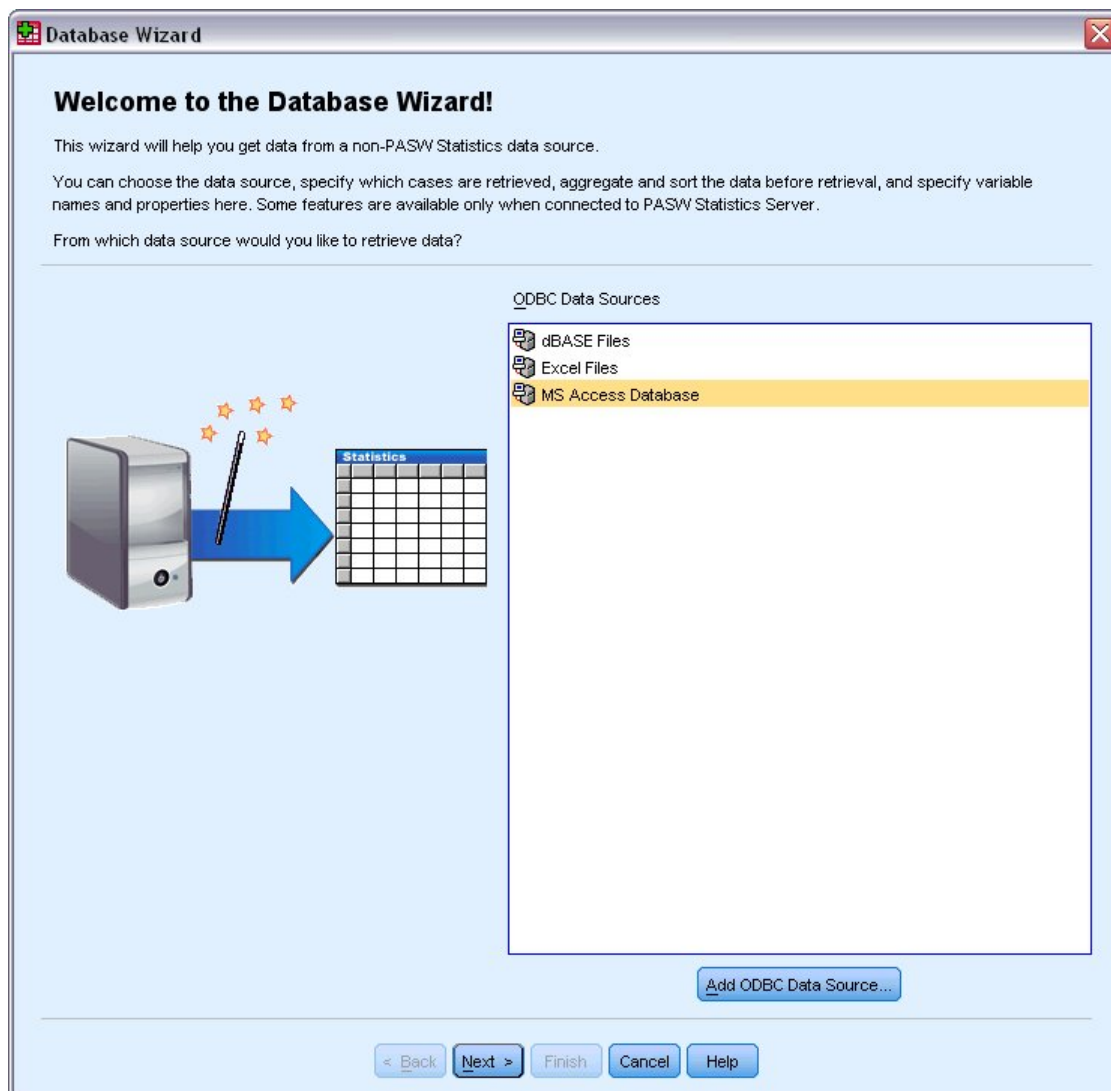 Database Wizard
Welcome to the Database Wizard!
This wizard will help you get data from a non-PASW Statistics data source.
You can choose the data source, specify which cases are retrieved, aggregate and sort the data before retrieval, and specify variable
names and properties here. Some features are available only when connected to PASW Statistics Server.
From which data source would you like to retrieve data?
ODBC Data Sources
dBASE Files
Excel Files
MS Access Database
Statistics
Add ODBC Data Source...
< Back
Next >
Finish
Cancel
Help